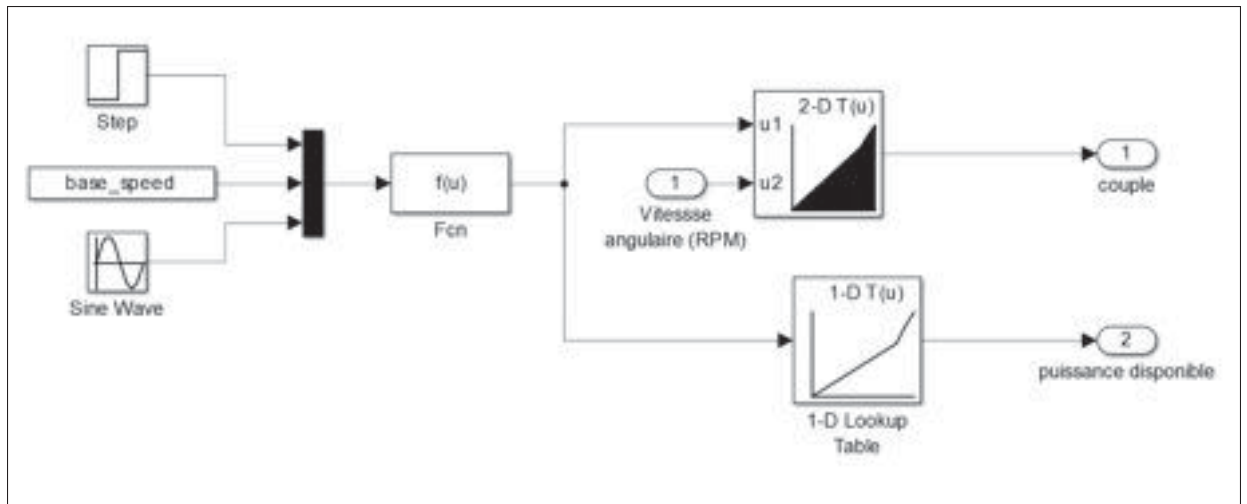 Step
base_speed
Sine Wave
f(u)
Fcn
2-D T(u)
u1
u2
1
Vitessse
angulaire (RPM)
1
couple
1-D T(u)
1-D Lookup
Table
2
puissance disponible